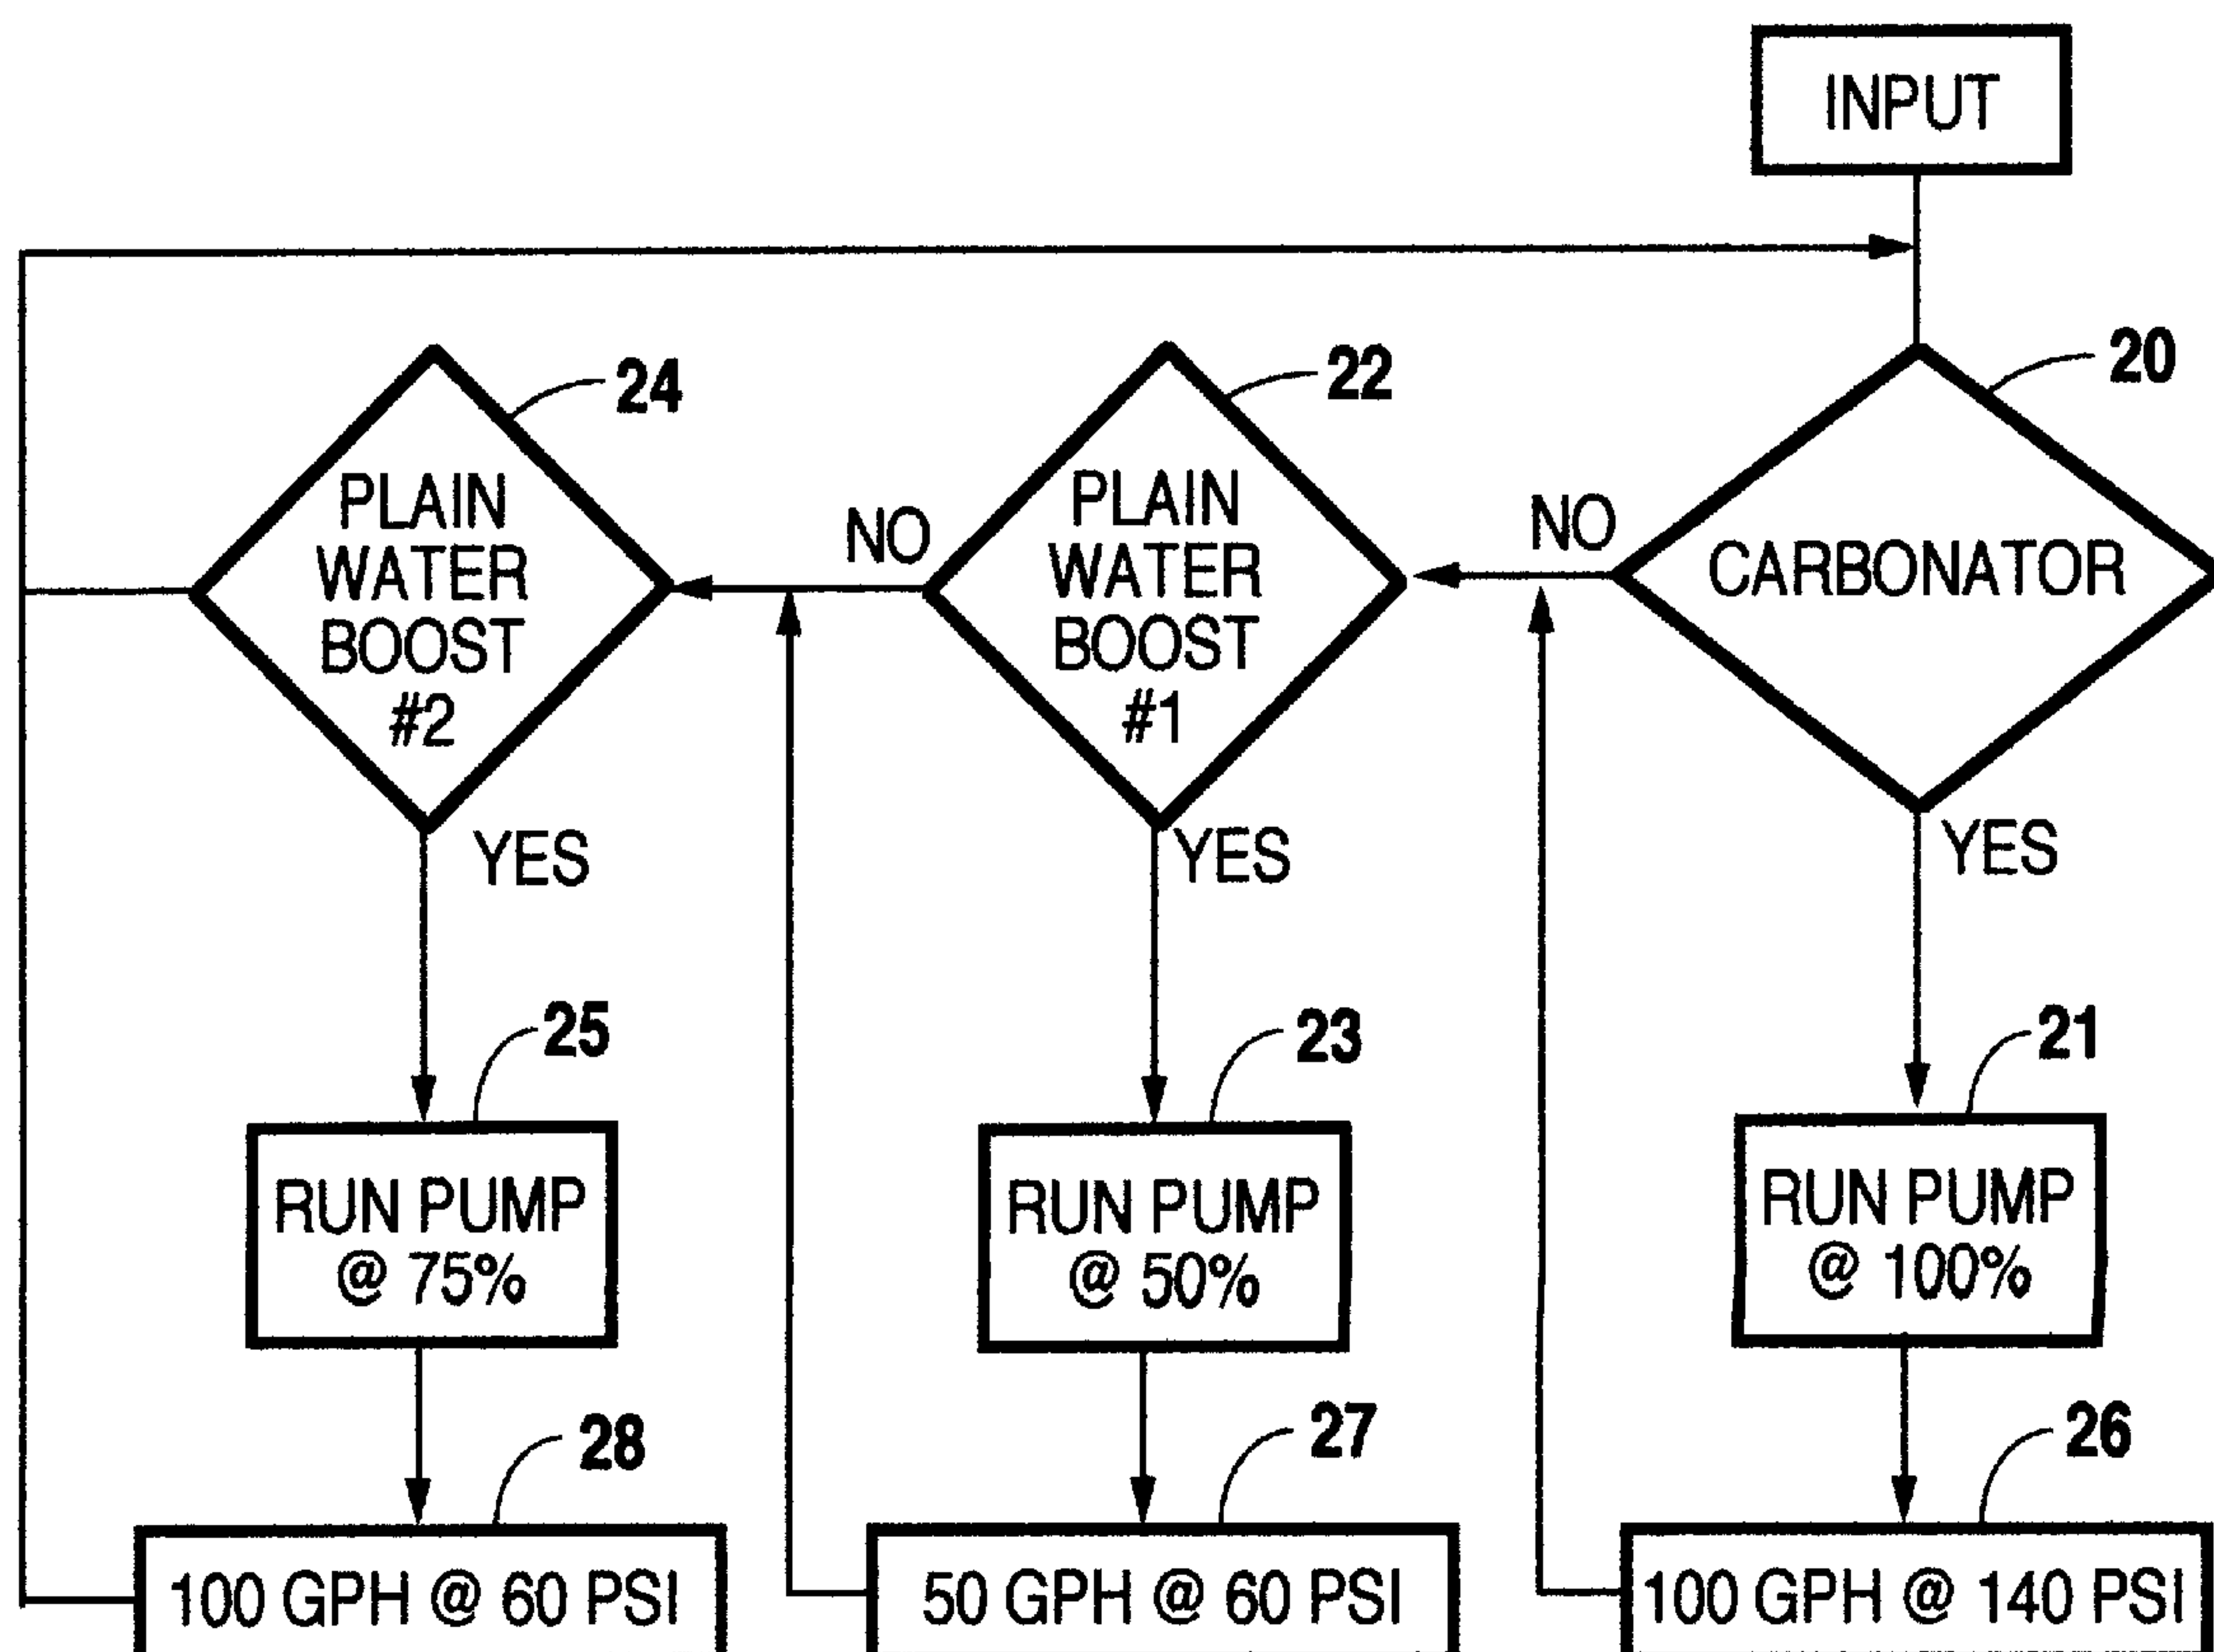 INPUT
24
22
20
PLAIN
WATER
BOOST
#2
NO
PLAIN
WATER
BOOST
#1
NO
CARBONATOR
YES
YES
YES
25
23
21
RUN PUMP
@ 75%
RUN PUMP
@ 50%
RUN PUMP
@ 100%
28
27
26
100 GPH @ 60 PSI
50 GPH @ 60 PSI
100 GPH @ 140 PSI